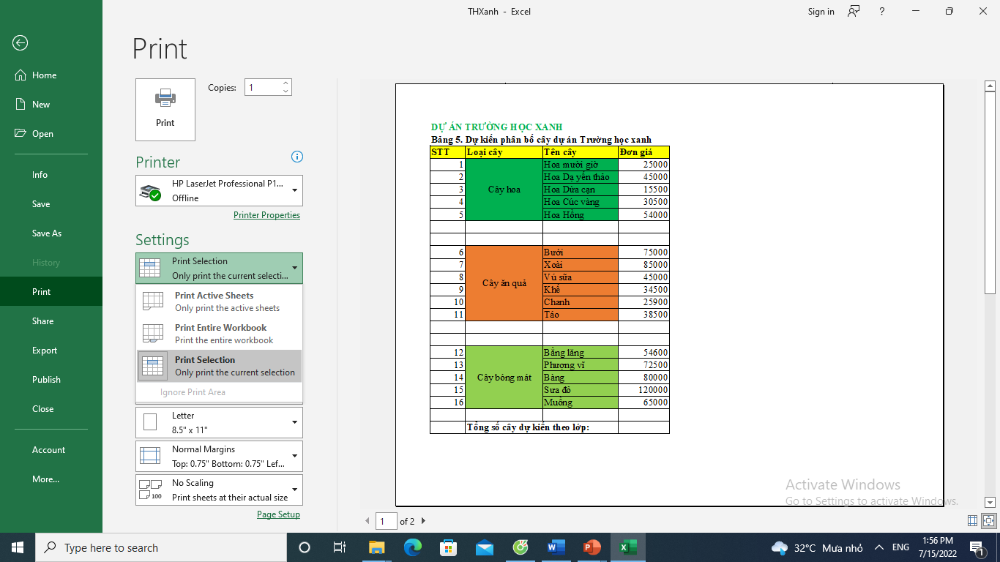 THXanh - Excel
Sign in
?
Print
Home
New
Open
Info
Save
Save As
History
Print
Share
Export
Publish
Close
Account
More...
Print
Copies: 1
Printer
HP LaserJet Professional P1...
Offline
Printer Properties
Settings
Print Selection
Only print the current selecti...
Print Active Sheets
Only print the active sheets
Print Entire Workbook
Print the entire workbook
Print Selection
Only print the current selection
Ignore Print Area
Letter
8.5" x 11"
Normal Margins
Top: 0.75" Bottom: 0.75" Lef...
No Scaling
100 Print sheets at their actual size
Page Setup
DỰ ÁN TRƯỜNG HỌC XANH
Bảng 5. Dự kiến phân bố cây dự án Trường học xanh
STT Loại cây Tên cây Đơn giá
1 Hoa mười giờ 25000
2 Hoa Dạ yến thảo 45000
3 Cây hoa Hoa Dừa cạn 15500
4 Hoa Cúc vàng 30500
5 Hoa Hồng 54000
6 Bưởi 75000
7 Xoài 85000
8 Vú sữa 45000
Cây ăn quả
9 Khế 34500
10 Chanh 25900
11 Táo 38500
12 Bằng lăng 54600
13 Phượng vĩ 72500
14 Cây bóng mát Bàng 80000
15 Sưa đỏ 120000
16 Muồng 65000
Tổng số cây dự kiến theo lớp:
Activate Windows
Go to Settings to activate Windows.
1 of 2
Type here to search
32°C Mưa nhỏ
ENG
1:56 PM
7/15/2022
1